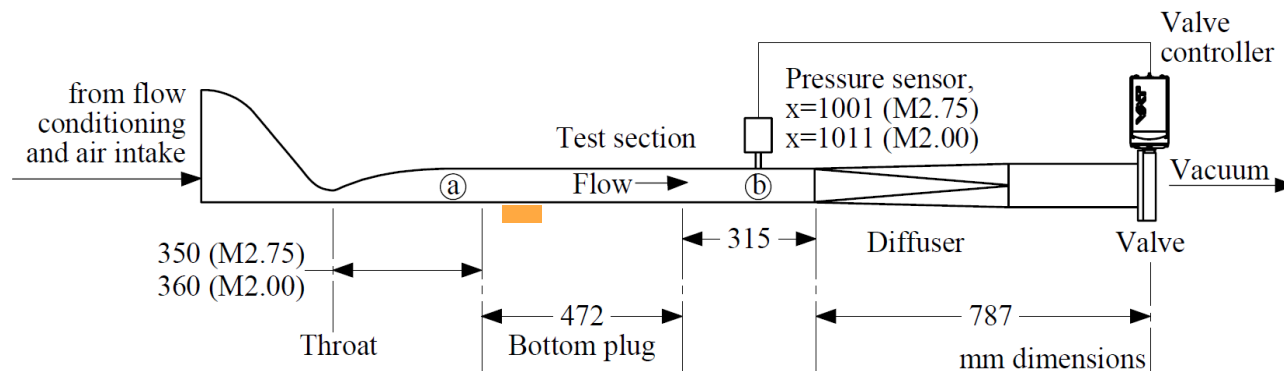 from flow
conditioning
and air intake
a
Test section
Flow
Pressure sensor,
x=1001 (M2.75)
x=1011 (M2.00)
b
Valve
controller
VAT
Vacuum
350 (M2.75)
360 (M2.00)
315
Diffuser
Valve
472
787
Throat
Bottom plug
mm dimensions